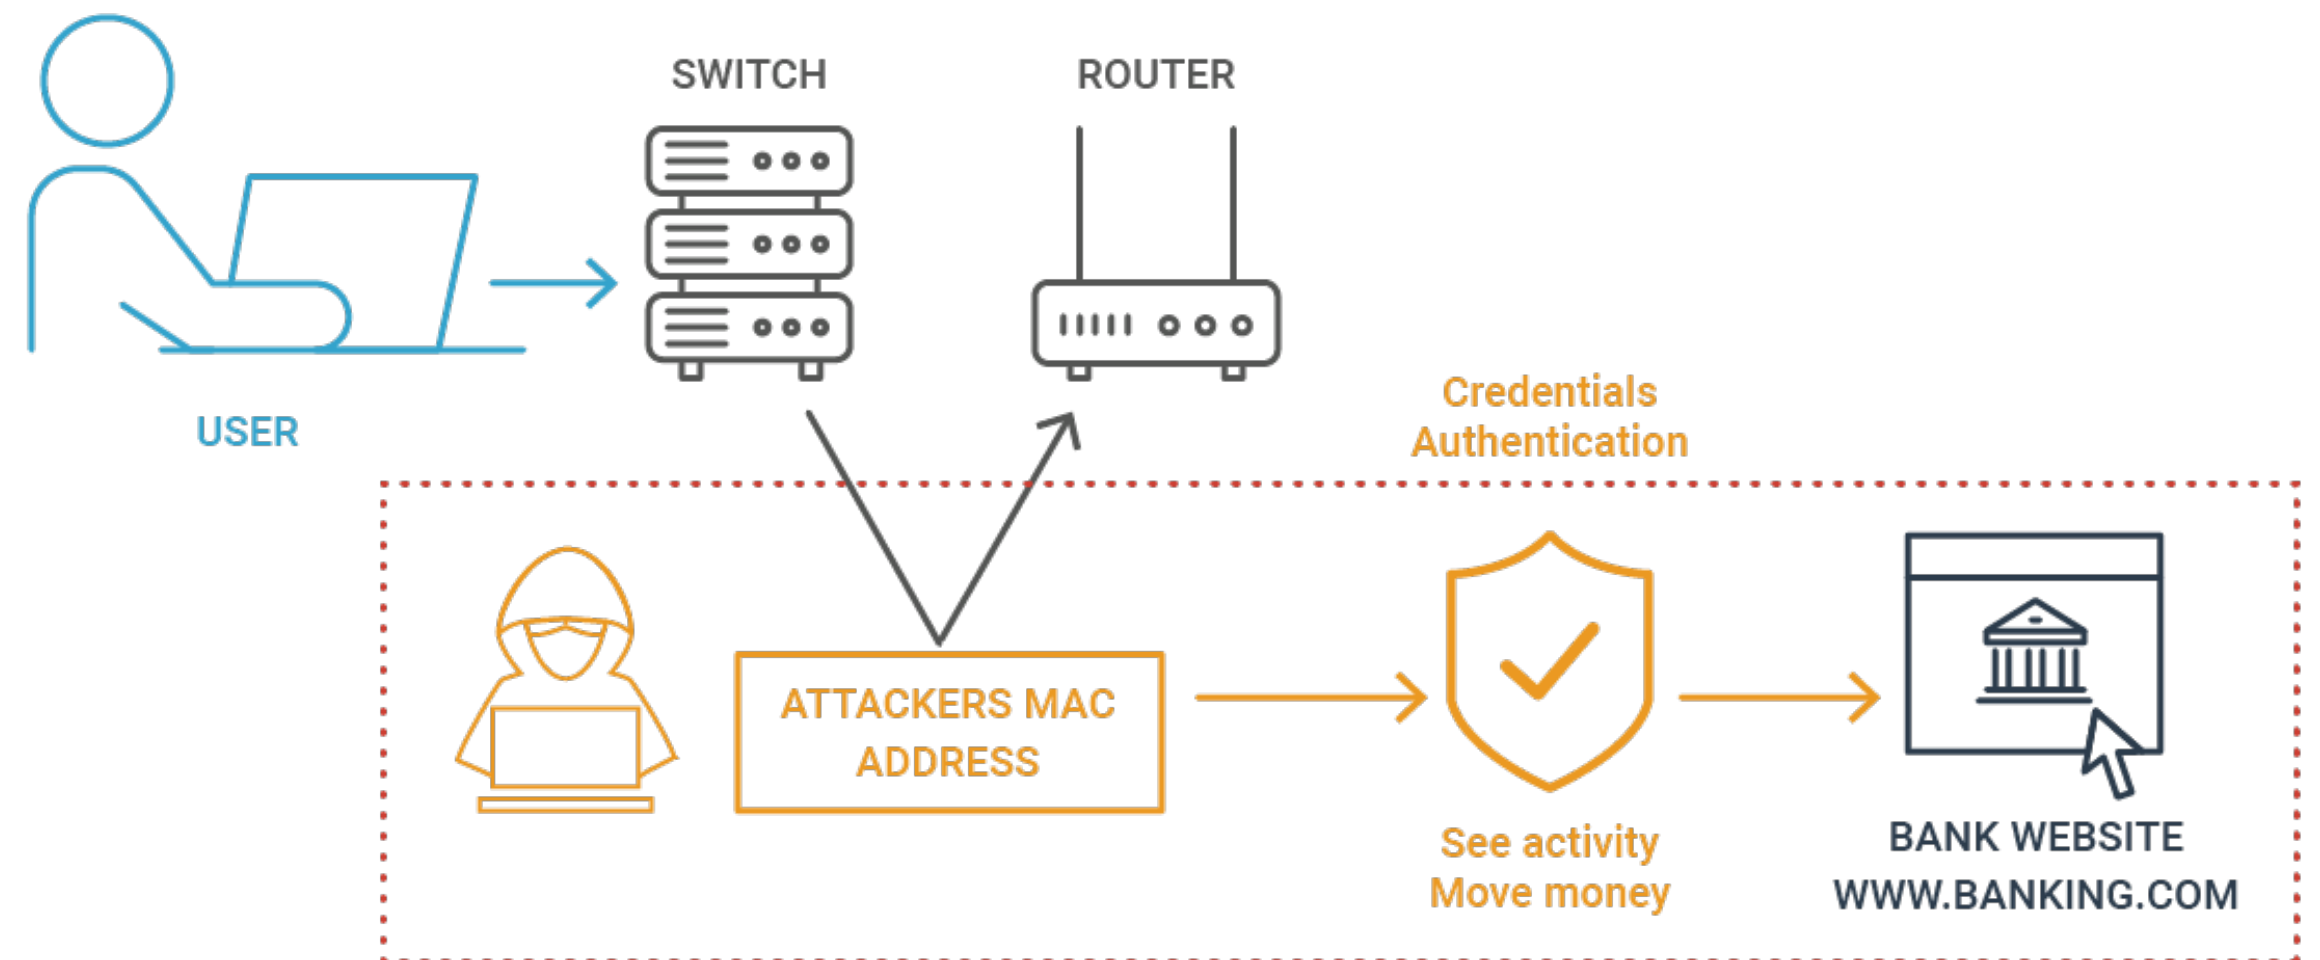 SWITCH
ROUTER
USER
Credentials
Authentication
ATTACKERS MAC
ADDRESS
See activity
Move money
BANK WEBSITE
WWW.BANKING.COM